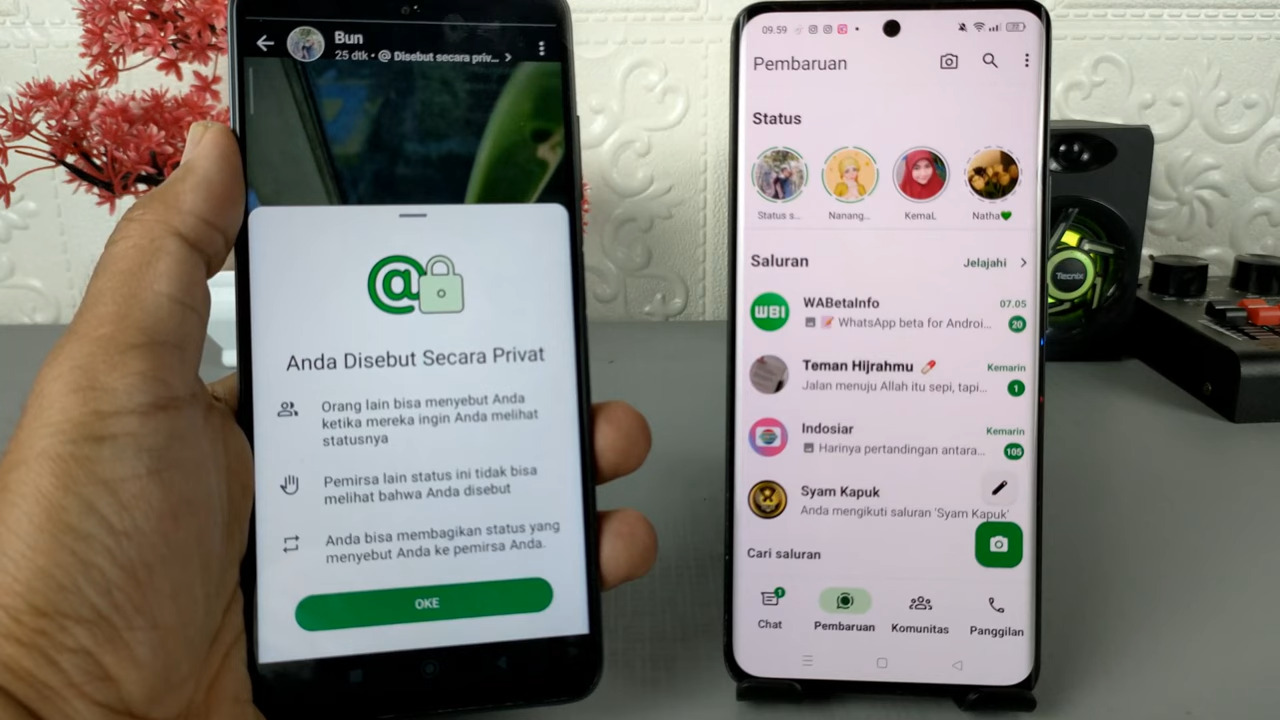 Bun
25 dtk • @ Disebut secara priv... >
Anda Disebut Secara Privat
Orang lain bisa menyebut Anda
ketika mereka ingin Anda melihat
statusnya
Pemirsa lain status ini tidak bisa
melihat bahwa Anda disebut
Anda bisa membagikan status yang
menyebut Anda ke pemirsa Anda.
OKE
09.59
Pembaruan
Status
Status s...
Nanang...
KemaL
Natha💚
Saluran
Jelajahi >
WBI
WABetaInfo
07.05
📝 WhatsApp beta for Androi...
20
Teman Hijrahmu 💊
Kemarin
Jalan menuju Allah itu sepi, tapi...
1
Indosiar
Kemarin
Harinya pertandingan antara...
105
Syam Kapuk
Anda mengikuti saluran 'Syam Kapuk'
Cari saluran
1
Chat
Pembaruan
Komunitas
Panggilan
Tecnix